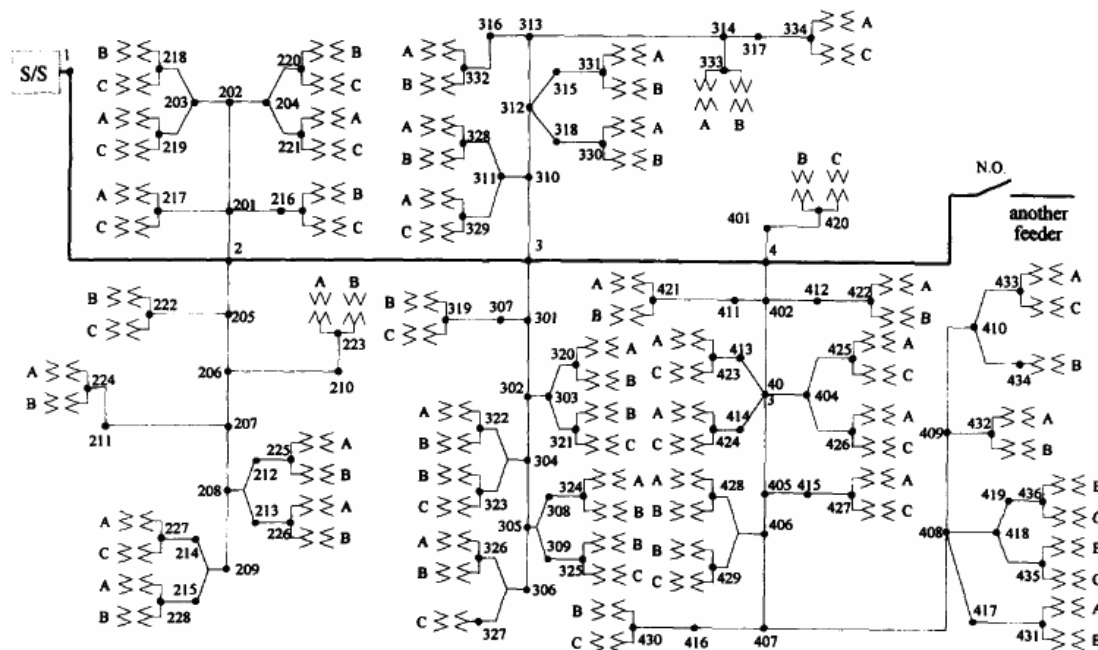 316 313 314 334 A
1 B 218 220 B A 317 C
S/S C C B 332 331 A 333
203 202 204 312 315 B
A 219 221 A 318 A A B
C C A 328 330 B
B 311 310 B C N.O.
A 217 201 216 B A 401 420 another
C C C 329 feeder
2 3 4
B 222 A B B 319 307 301 A 421 412 422 A 433 A
C 205 223 C B 411 402 B C
206 210 320 A A 413 425 A 410
A 224 302 303 B C 423 40 C 434 B
B 211 207 A 322 321 B A 414 3 404 A 409 432 A
225 A B C C 424 426 C B
208 212 B B 323 304 324 A A 428 405 415 A 419 436
213 A C 305 308 B B 427 C
A 227 226 B A 326 309 B B 406 408 418
C 214 209 B 325 C C 429 435
A 215 306 B 417 A
B 228 C 327 C 430 416 407 431